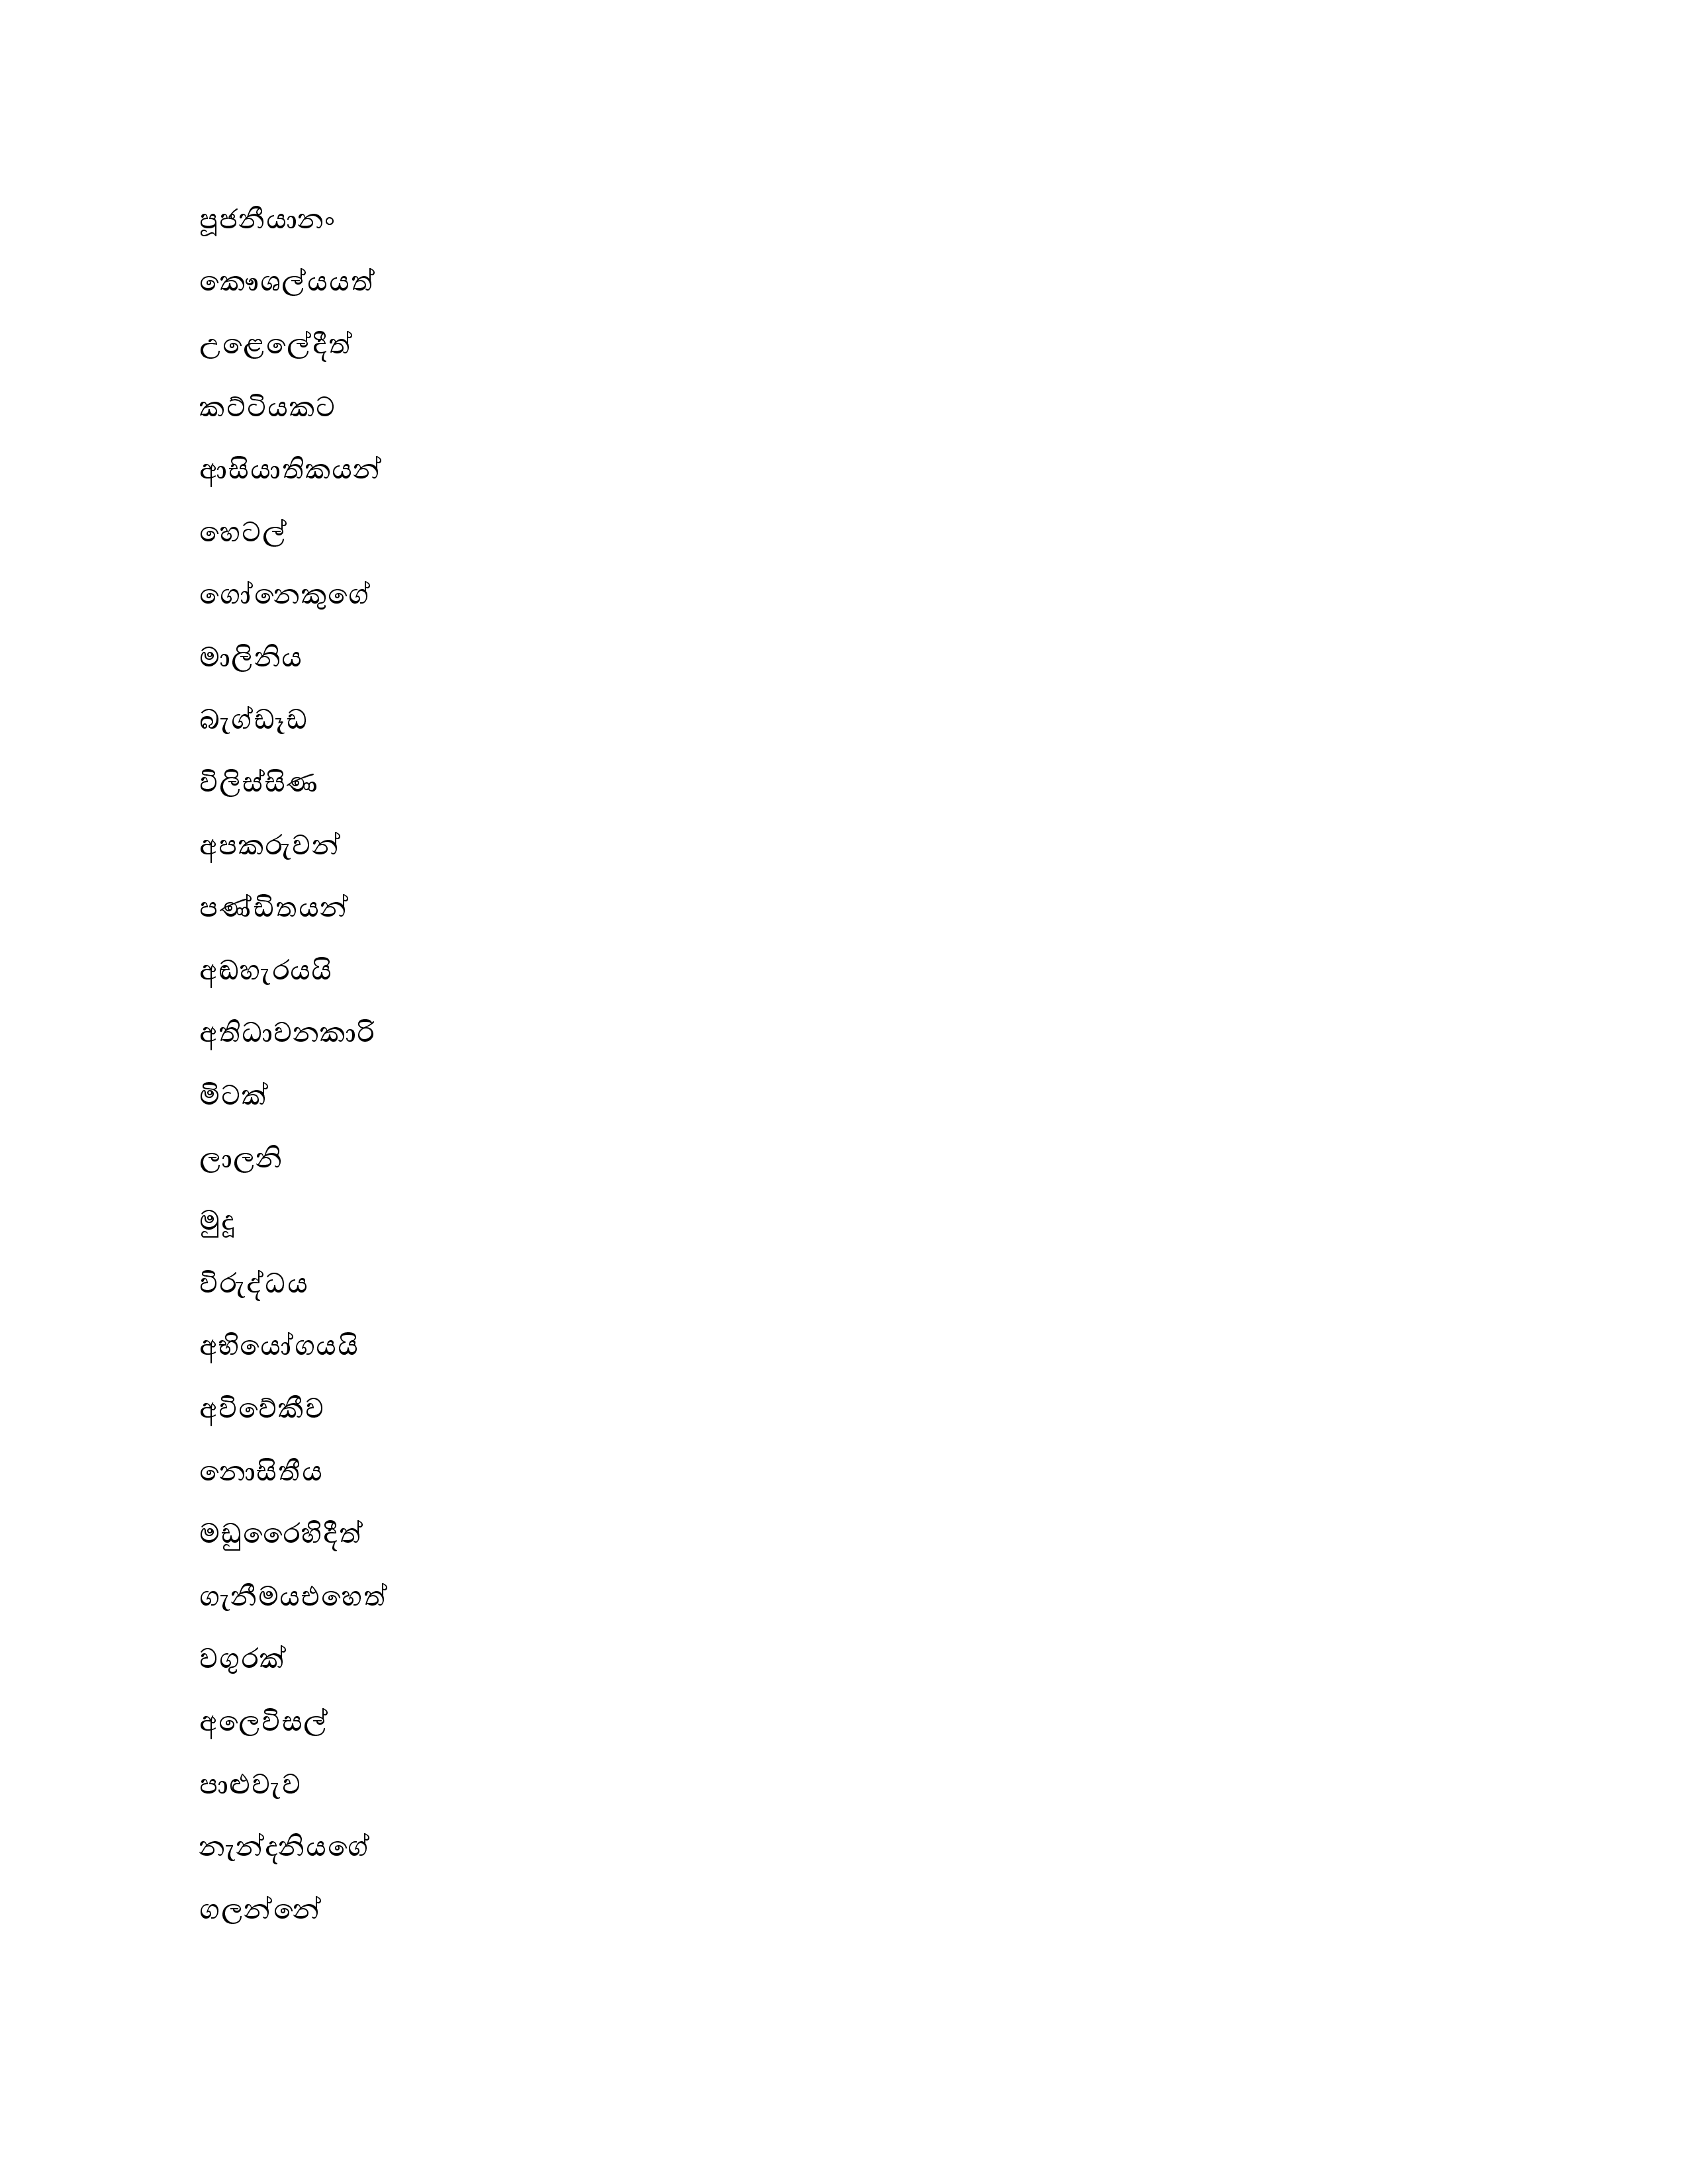 පූජනීයානං
කෞශල්යයත්
උළෙලේදීත්
කට්ටියකට
ආසියාතිකයන්
හෙටල්
ගෝනෙකුගේ
මාලිනිය
බැග්ඩෑඩ
විලිස්සිණ
අපකරුවන්
පණ්ඩිතයන්
අඬහැරයයි
අතිධාවනකාරි
මිටක්
ලාලනි
මුදූ
විරුද්ධය
අභියෝගයයි
අවිවේකීව
නොසිතීය
මඩුරෛහිදීත්
ගැනීමයඑහෙත්
වගුරක්
අලෙවිසල්
පාළුවැව
නැන්දනියගේ
ගලන්නේ